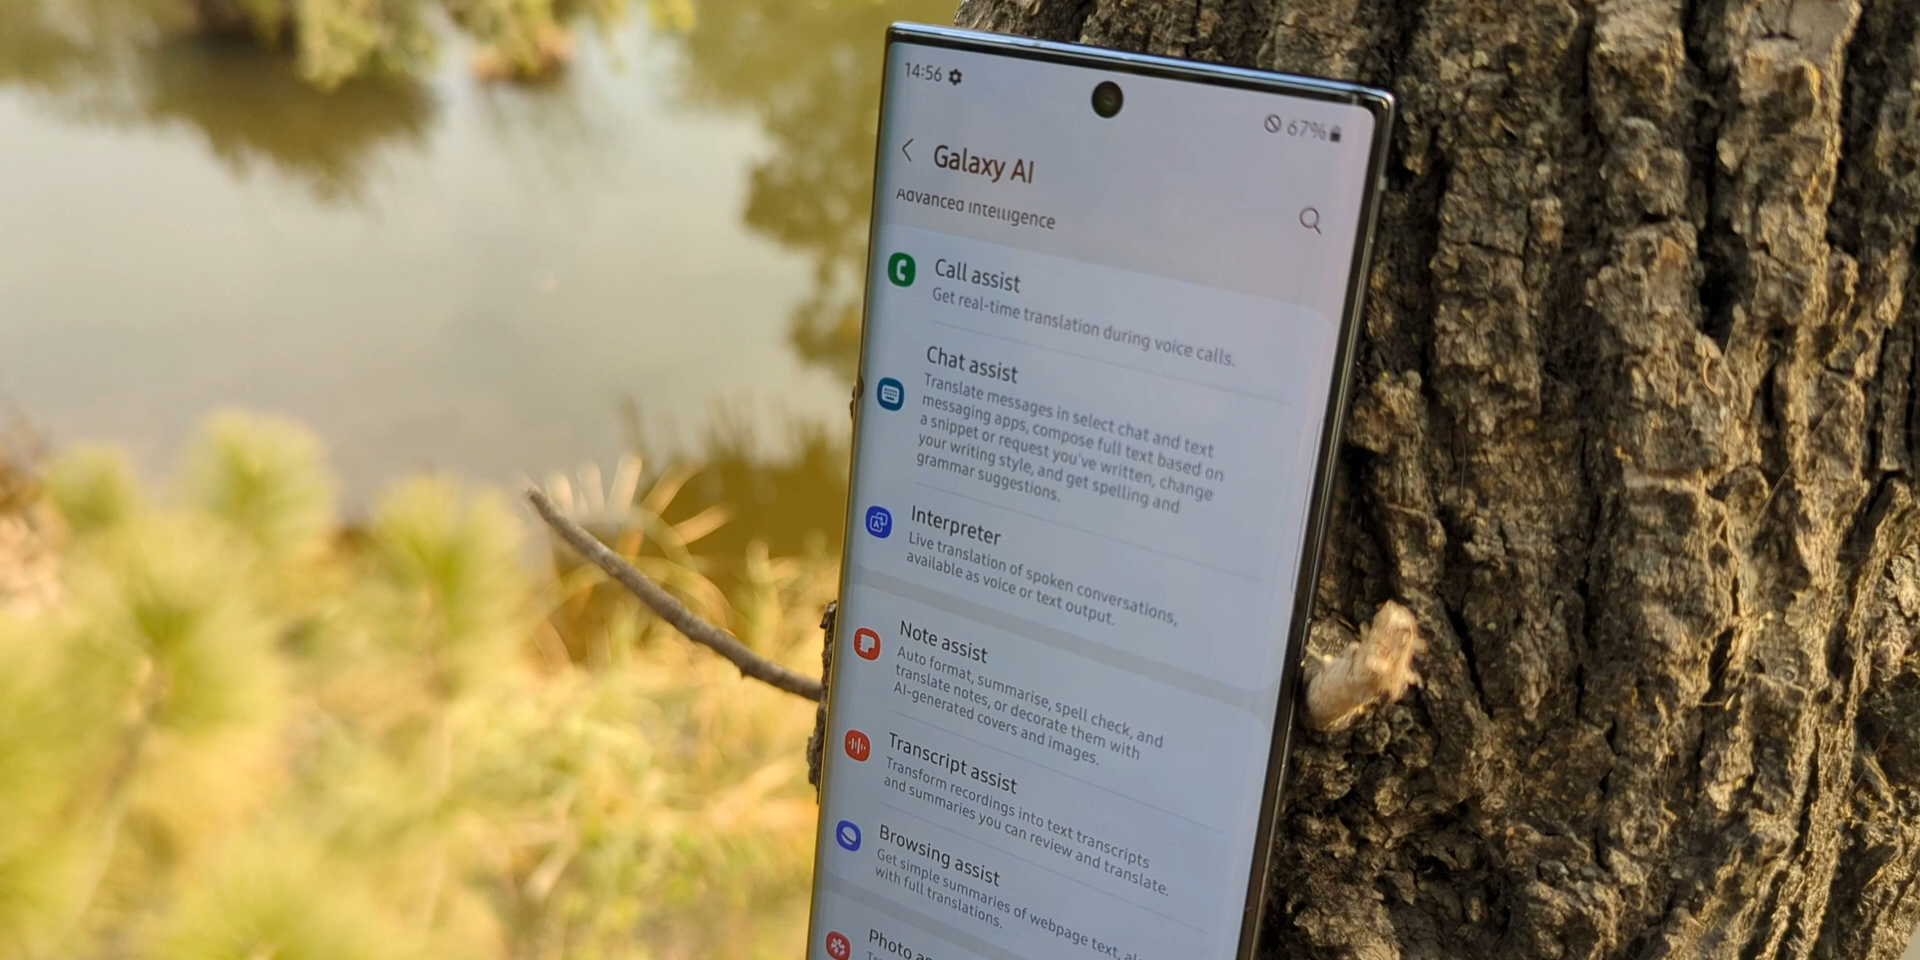 14:56
67%
Galaxy AI
Advanced intelligence
Call assist
Get real-time translation during voice calls.
Chat assist
Translate messages in select chat and text
messaging apps, compose full text based on
a snippet or request you've written, change
your writing style, and get spelling and
grammar suggestions.
Interpreter
Live translation of spoken conversations,
available as voice or text output.
Note assist
Auto format, summarise, spell check, and
translate notes, or decorate them with
AI-generated covers and images.
Transcript assist
Transform recordings into text transcripts
and summaries you can review and translate.
Browsing assist
Get simple summaries of webpage text,
with full translations.
Photo